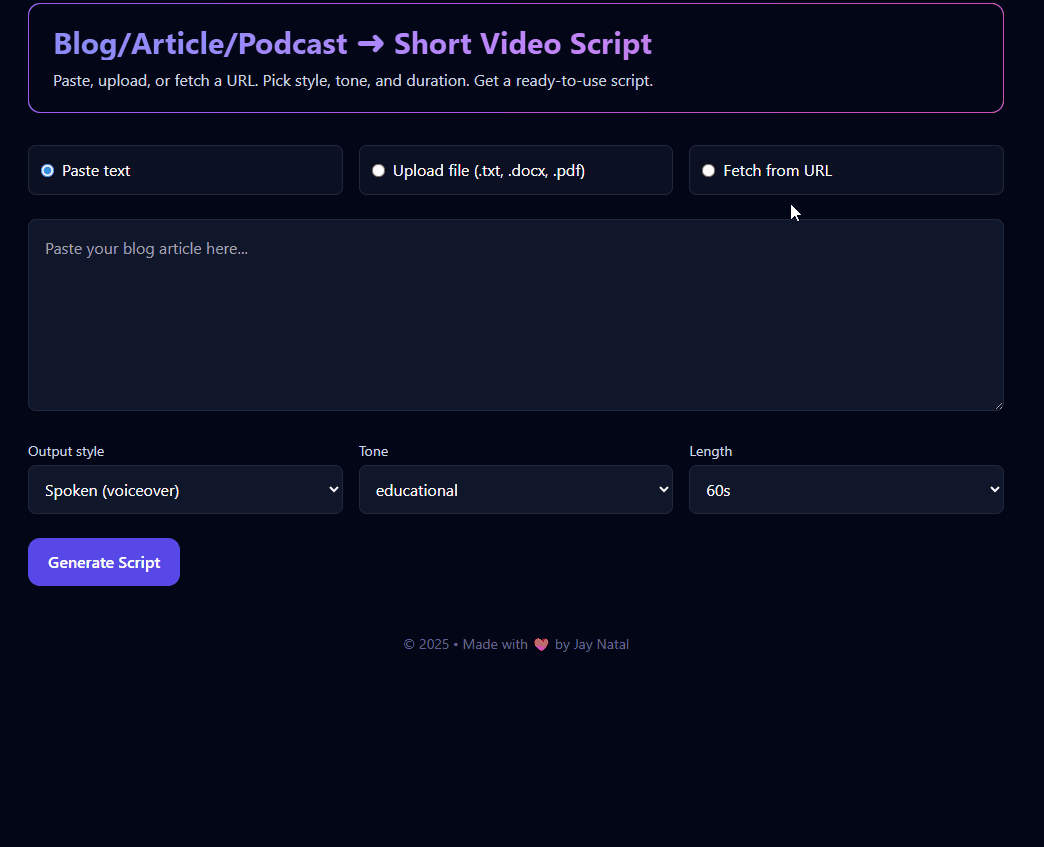 Blog/Article/Podcast ➜ Short Video Script
Paste, upload, or fetch a URL. Pick style, tone, and duration. Get a ready-to-use script.
Paste text
Upload file (.txt, .docx, .pdf)
Fetch from URL
Paste your blog article here...
Output style
Tone
Length
Spoken (voiceover)
educational
60s
Generate Script
© 2025 • Made with 💖 by Jay Natal